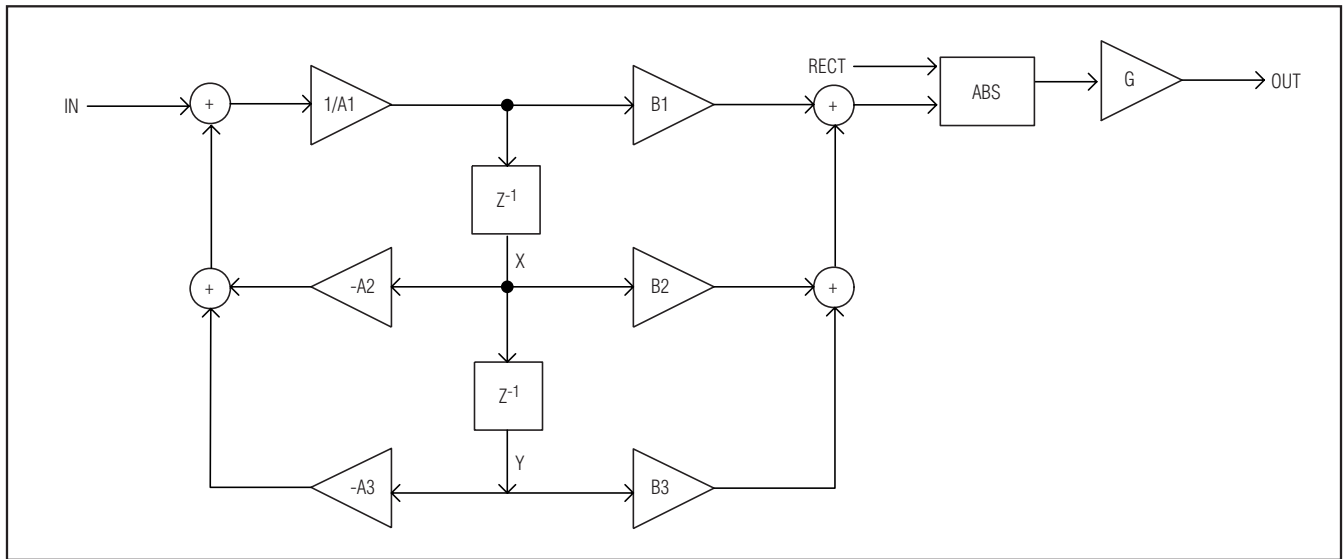 IN
+
1/A1
B1
+
RECT
ABS
G
OUT
Z-1
X
+
-A2
B2
+
Z-1
Y
-A3
B3